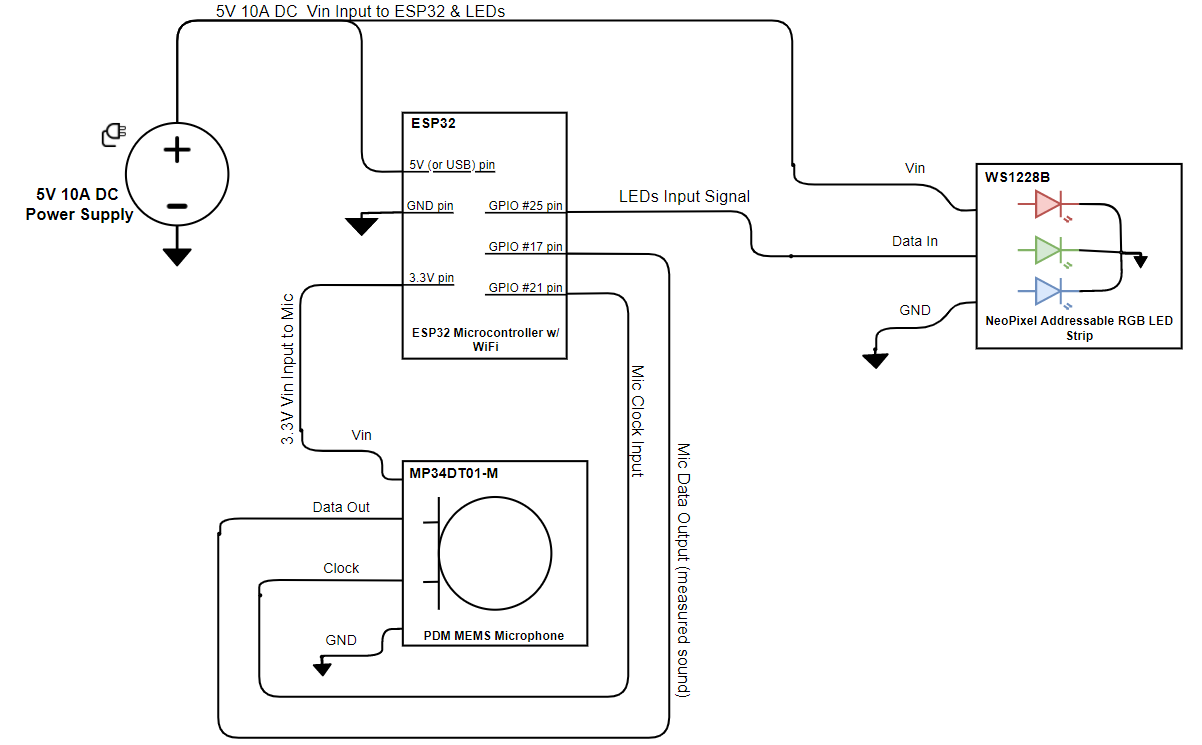 5V 10A DC  Vin Input to ESP32 & LEDs
5V 10A DC
Power Supply
+
-
ESP32
5V (or USB) pin
GND pin
GPIO #25 pin
GPIO #17 pin
3.3V pin
GPIO #21 pin
ESP32 Microcontroller w/
WiFi
LEDs Input Signal
Vin
Data In
GND
WS1228B
NeoPixel Addressable RGB LED
Strip
3.3V Vin Input to Mic
Mic Clock Input
Mic Data Output (measured sound)
Vin
Data Out
Clock
GND
MP34DT01-M
PDM MEMS Microphone